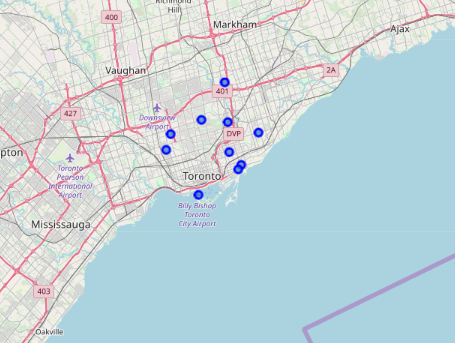 Richmond
Hill
400
Markham
Ajax
Vaughan
2A
401
427
Downsview
Airport
DVP
pton
Toronto
Pearson
International
Airport
Toronto
Billy Bishop
Toronto
City Airport
Mississauga
403
Oakville